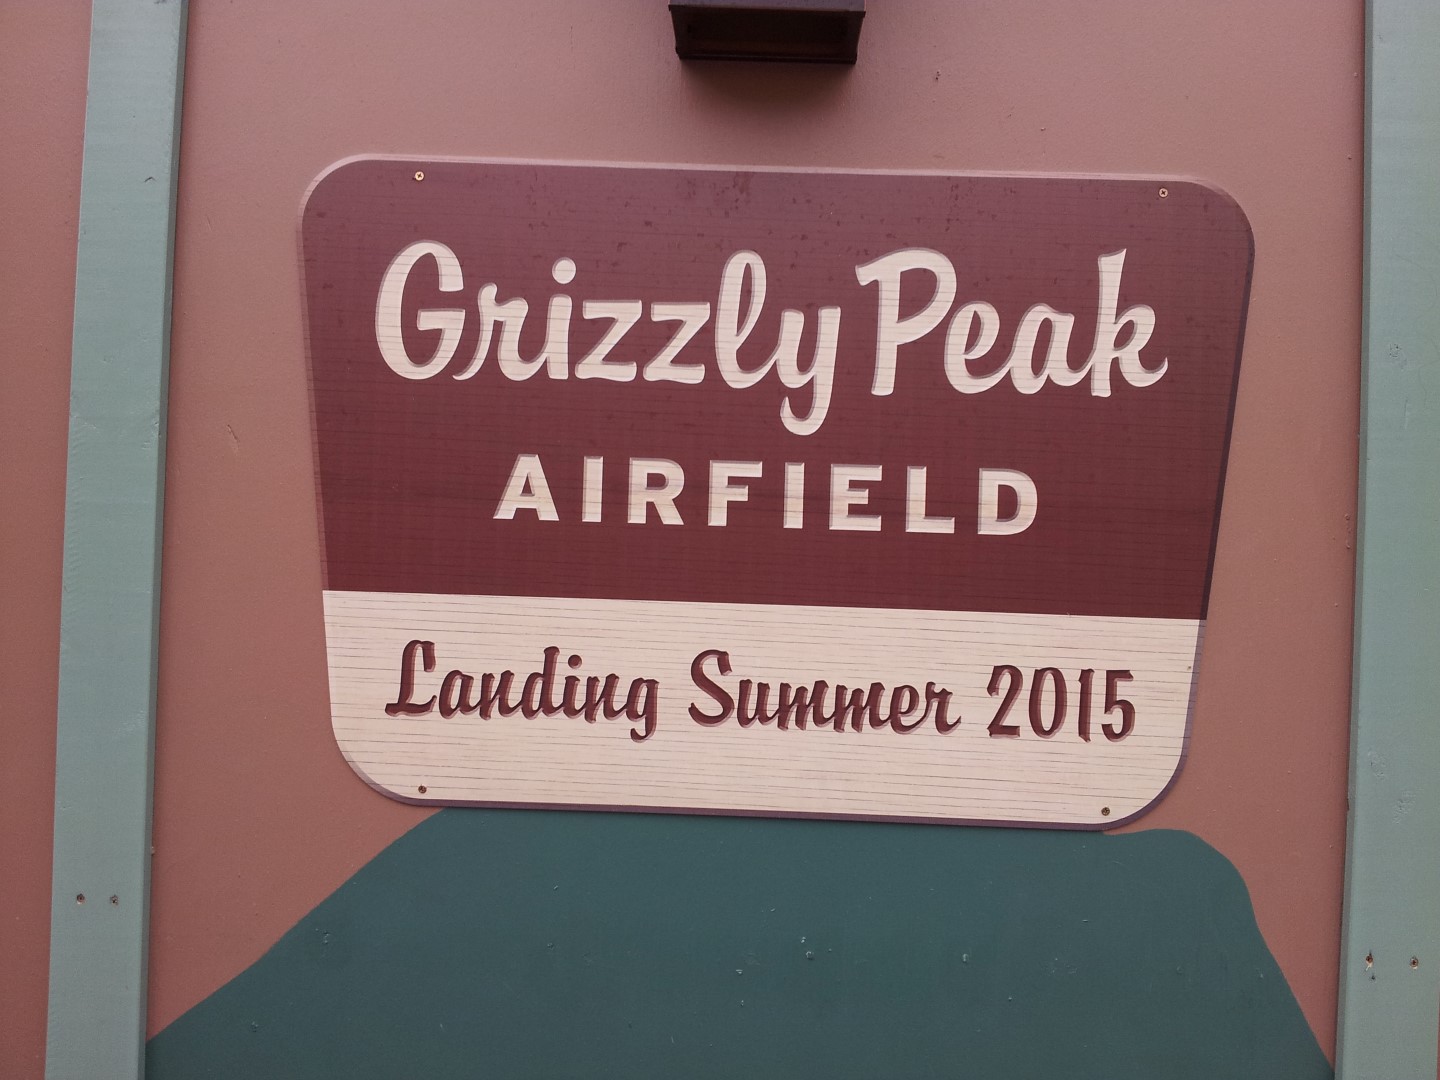 Grizzly Peak
AIRFIELD
Landing Summer 2015